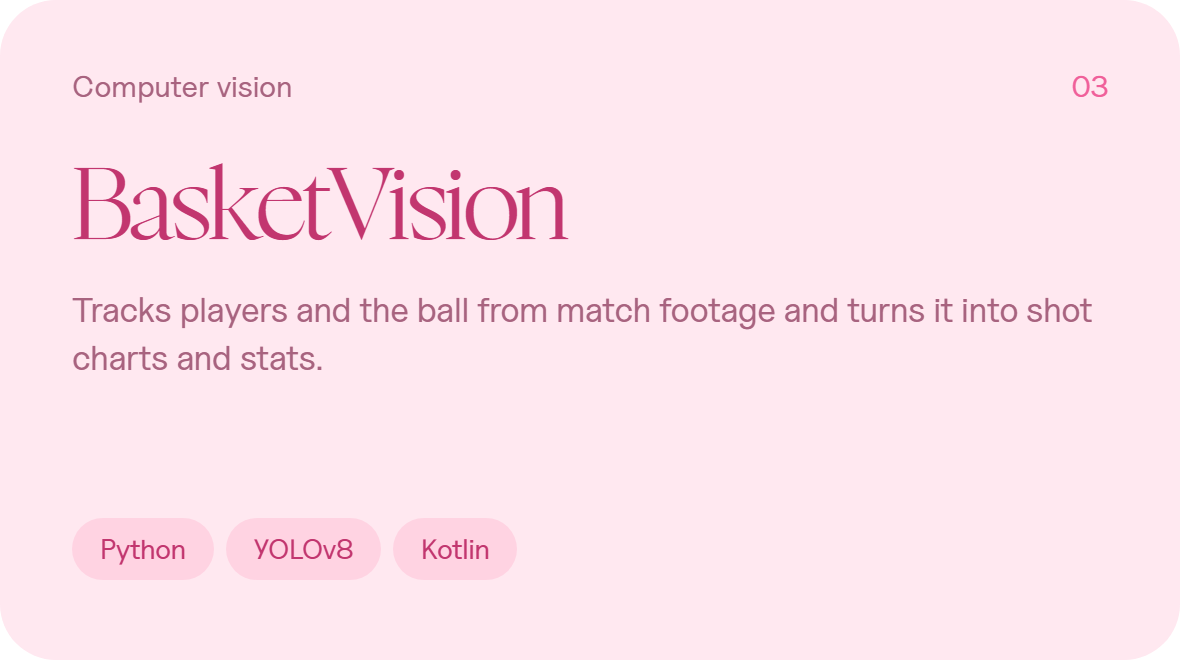 Computer vision
03
BasketVision
Tracks players and the ball from match footage and turns it into shot
charts and stats.
Python
YOLOv8
Kotlin